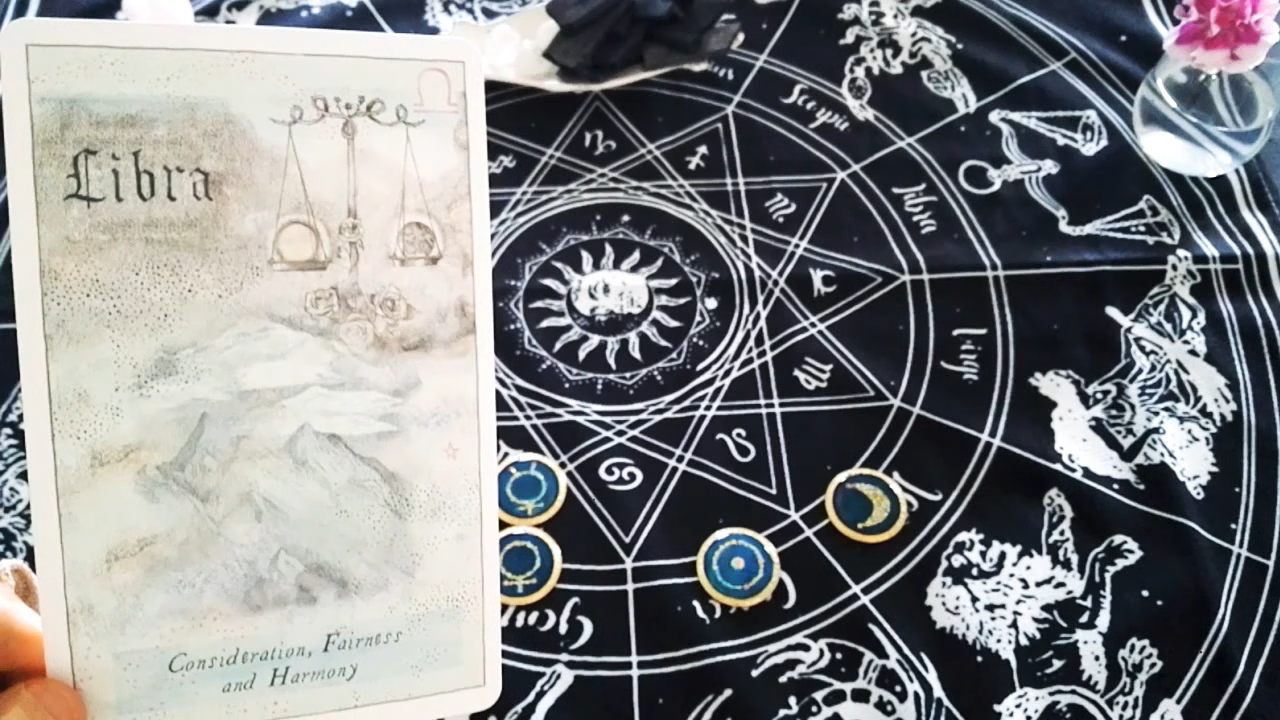 Libra
Consideration, Fairness
and Harmony
Scorpio
Libra
Virgo